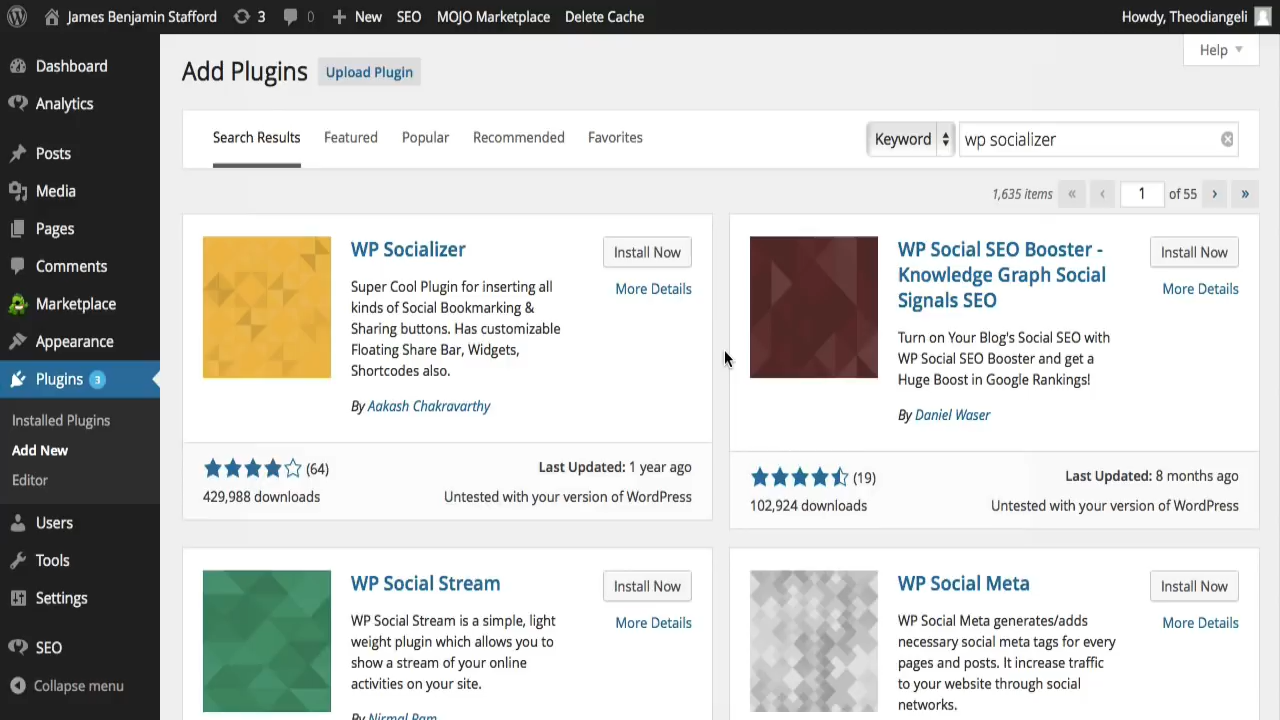 James Benjamin Stafford 3 0 New SEO MOJO Marketplace Delete Cache Howdy, Theodiangeli
Dashboard
Analytics
Posts
Media
Pages
Comments
Marketplace
Appearance
Plugins 3
Installed Plugins
Add New
Editor
Users
Tools
Settings
SEO
Collapse menu
Help
Add Plugins Upload Plugin
Search Results Featured Popular Recommended Favorites Keyword wp socializer
1,635 items « ‹ 1 of 55 › »
WP Socializer
Install Now
More Details
Super Cool Plugin for inserting all
kinds of Social Bookmarking &
Sharing buttons. Has customizable
Floating Share Bar, Widgets,
Shortcodes also.
By Aakash Chakravarthy
(64) Last Updated: 1 year ago
429,988 downloads Untested with your version of WordPress
WP Social SEO Booster -
Knowledge Graph Social
Signals SEO
Install Now
More Details
Turn on Your Blog's Social SEO with
WP Social SEO Booster and get a
Huge Boost in Google Rankings!
By Daniel Waser
(19) Last Updated: 8 months ago
102,924 downloads Untested with your version of WordPress
WP Social Stream
Install Now
More Details
WP Social Stream is a simple, light
weight plugin which allows you to
show a stream of your online
activities on your site.
By Nirmal Ram
WP Social Meta
Install Now
More Details
WP Social Meta generates/adds
necessary social meta tags for every
pages and posts. It increase traffic
to your website through social
networks.